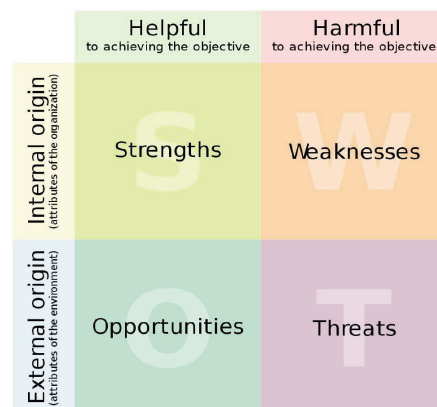 Helpful
to achieving the objective
Harmful
to achieving the objective
Internal origin
(attributes of the organization)
S
Strengths
W
Weaknesses
External origin
(attributes of the environment)
O
Opportunities
T
Threats